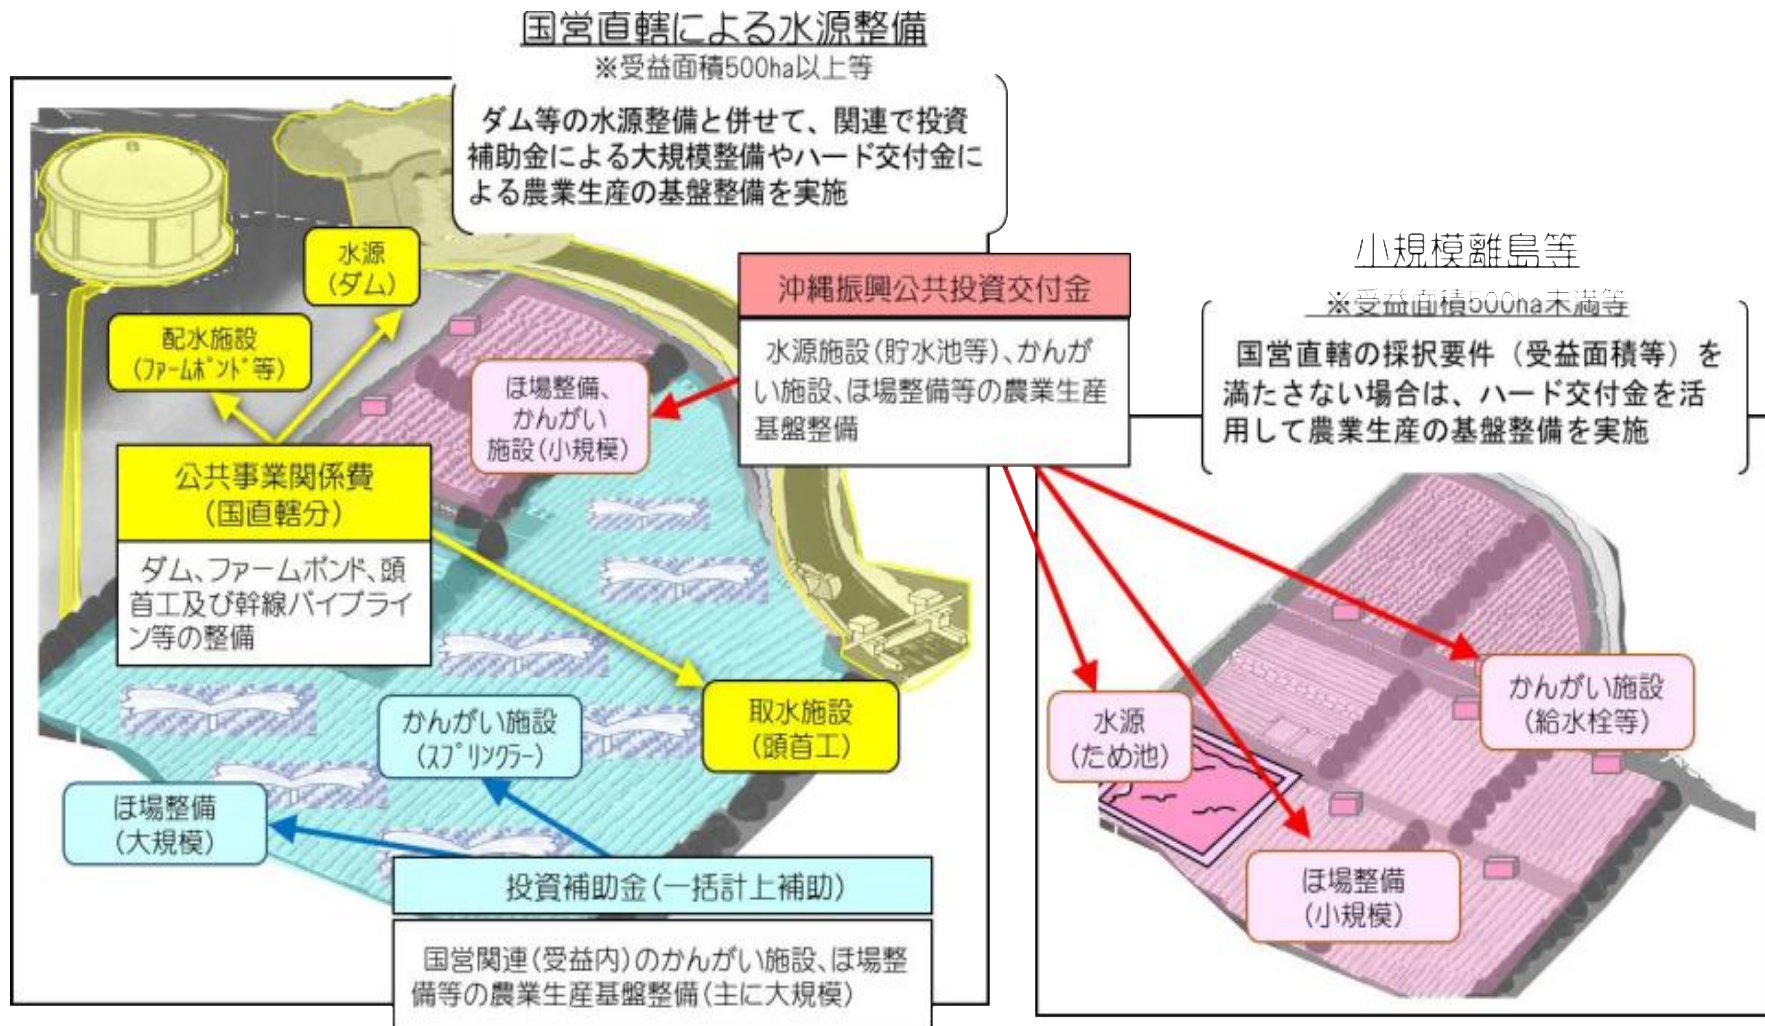 国営直轄による水源整備
※受益面積500ha以上等
ダム等の水源整備と併せて、関連で投資
補助金による大規模整備やハード交付金に
よる農業生産の基盤整備を実施
水源
(ダム)
配水施設
(ファームポンド等)
公共事業関係費
(国直轄分)
ダム、ファームポンド、頭
首工及び幹線パイプライ
ン等の整備
ほ場整備、
かんがい
施設(小規模)
沖縄振興公共投資交付金
水源施設(貯水池等)、かんが
い施設、ほ場整備等の農業生産
基盤整備
取水施設
(頭首工)
かんがい施設
(スプリンクラー)
ほ場整備
(大規模)
投資補助金(一括計上補助)
国営関連(受益内)のかんがい施設、ほ場整
備等の農業生産基盤整備(主に大規模)
小規模離島等
※受益面積500ha未満等
国営直轄の採択要件（受益面積等）を
満たさない場合は、ハード交付金を活
用して農業生産の基盤整備を実施
かんがい施設
(給水栓等)
水源
(ため池)
ほ場整備
(小規模)